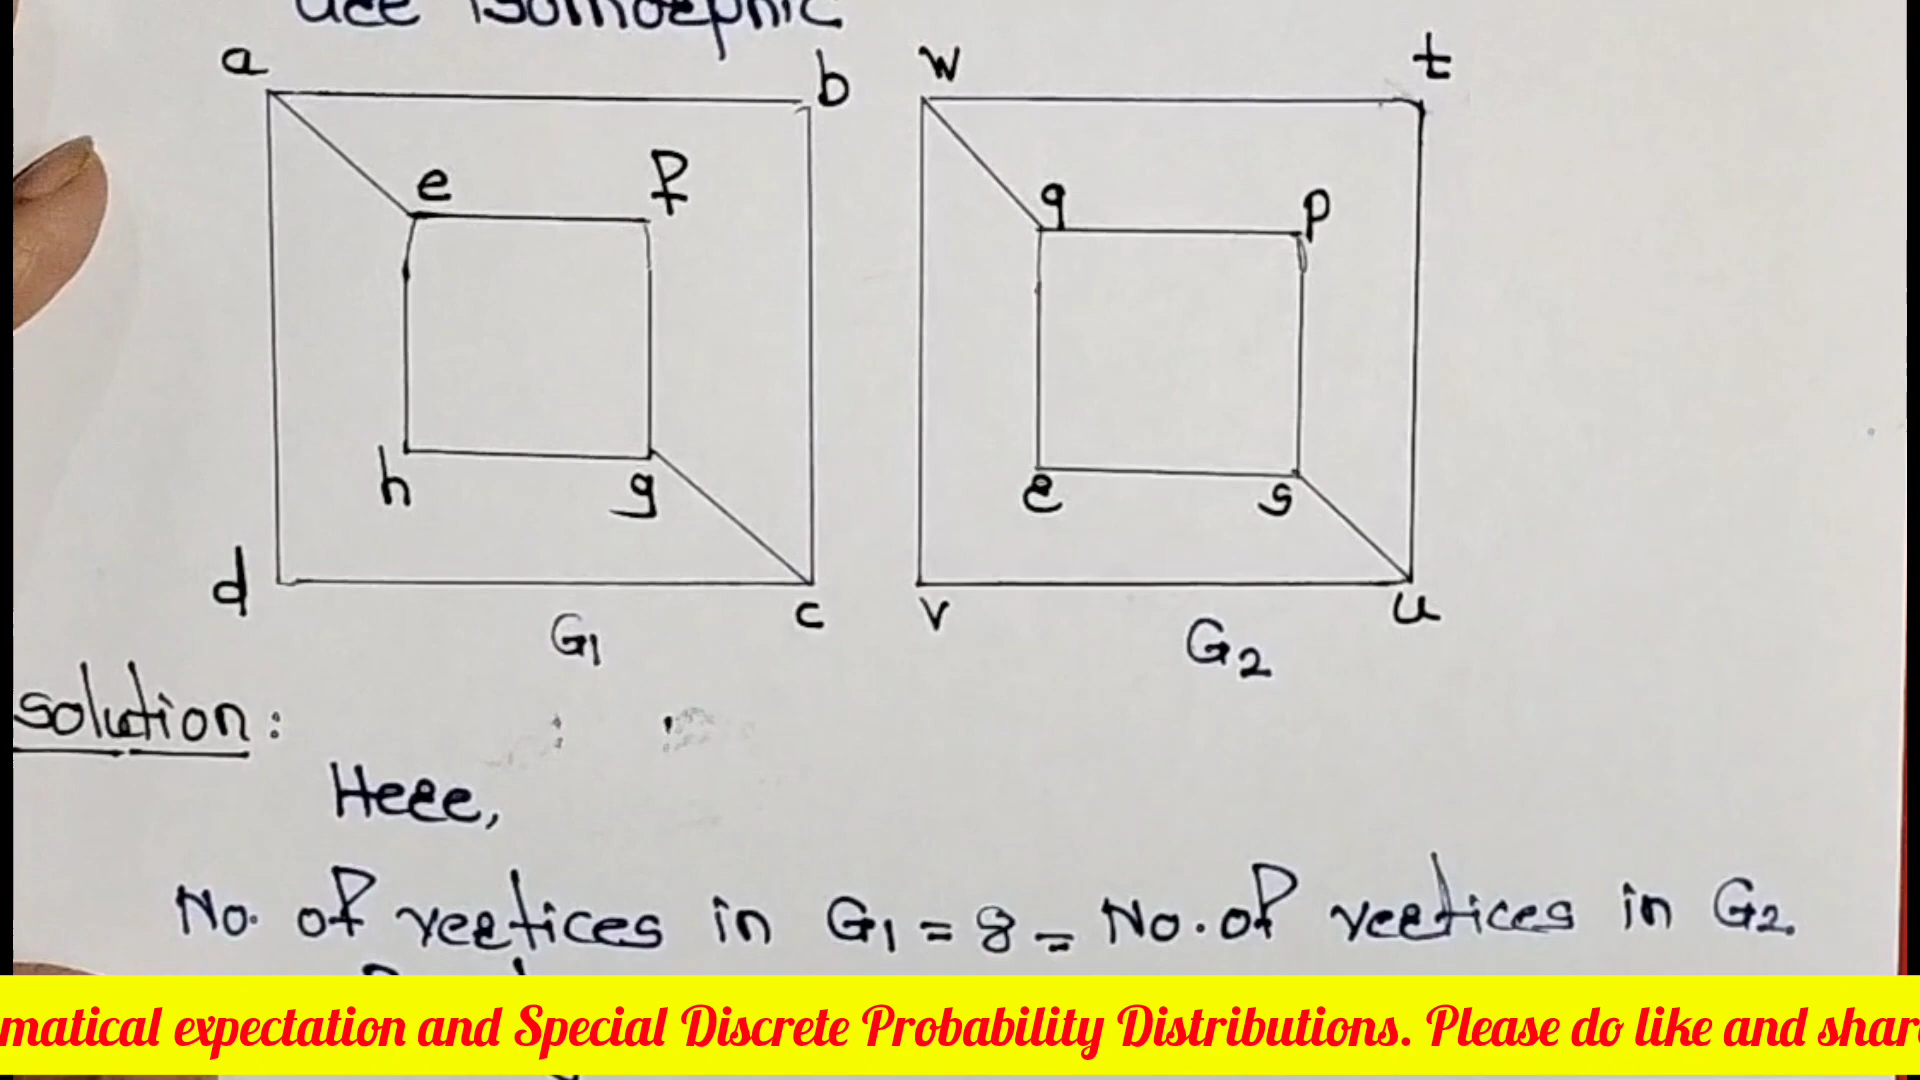 are isomorphic
a b w t
e f q p
h g r s
d c v u
G1 G2
solution:
Here,
No. of vertices in G1 = 8 = No. of vertices in G2.
matical expectation and Special Discrete Probability Distributions. Please do like and shar